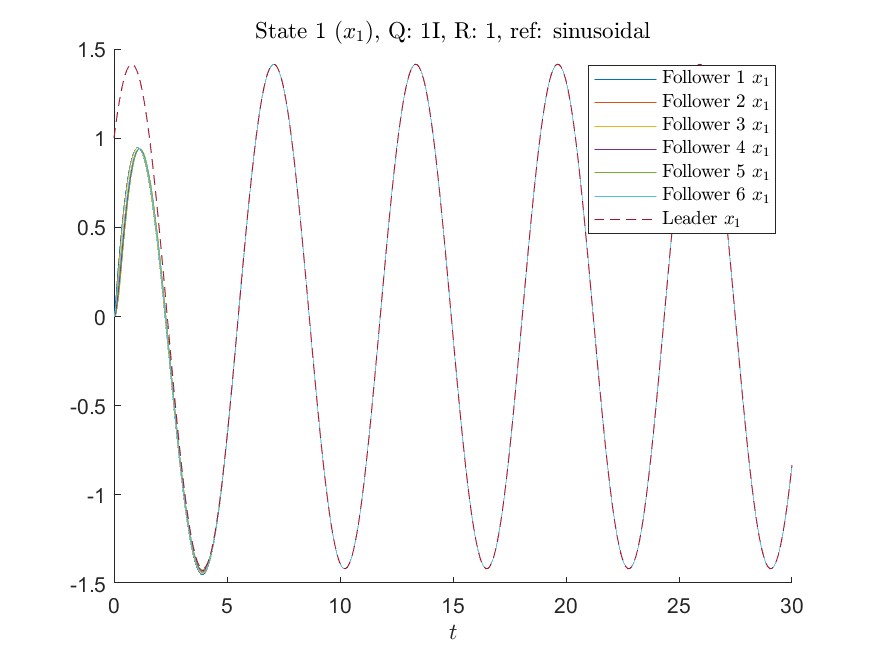 State 1 (x₁), Q: 1I, R: 1, ref: sinusoidal
1.5
1
0.5
0
-0.5
-1
-1.5
Follower 1 x₁
Follower 2 x₁
Follower 3 x₁
Follower 4 x₁
Follower 5 x₁
Follower 6 x₁
Leader x₁
0 5 10 15 20 25 30
t